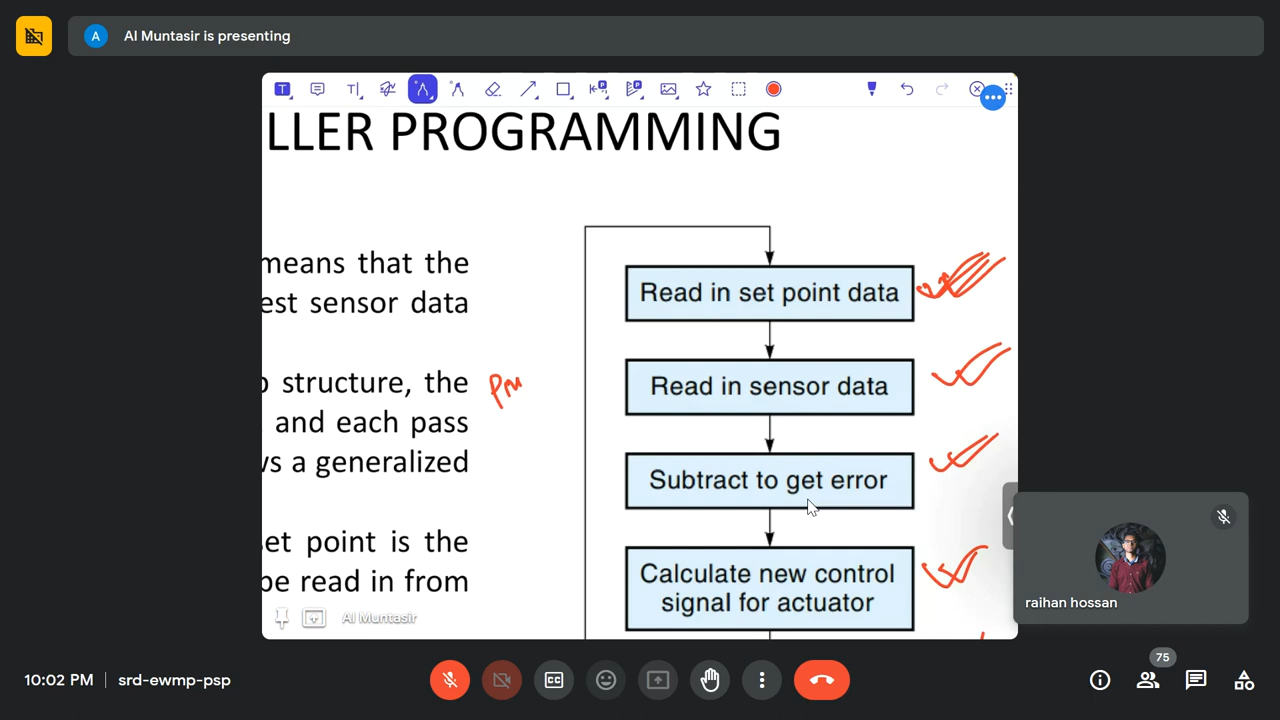 A Al Muntasir is presenting
LLER PROGRAMMING
means that the
est sensor data
structure, the
and each pass
s a generalized
et point is the
be read in from
Read in set point data
Read in sensor data
Subtract to get error
Calculate new control
signal for actuator
Al Muntasir
raihan hossan
10:02 PM | srd-ewmp-psp
75